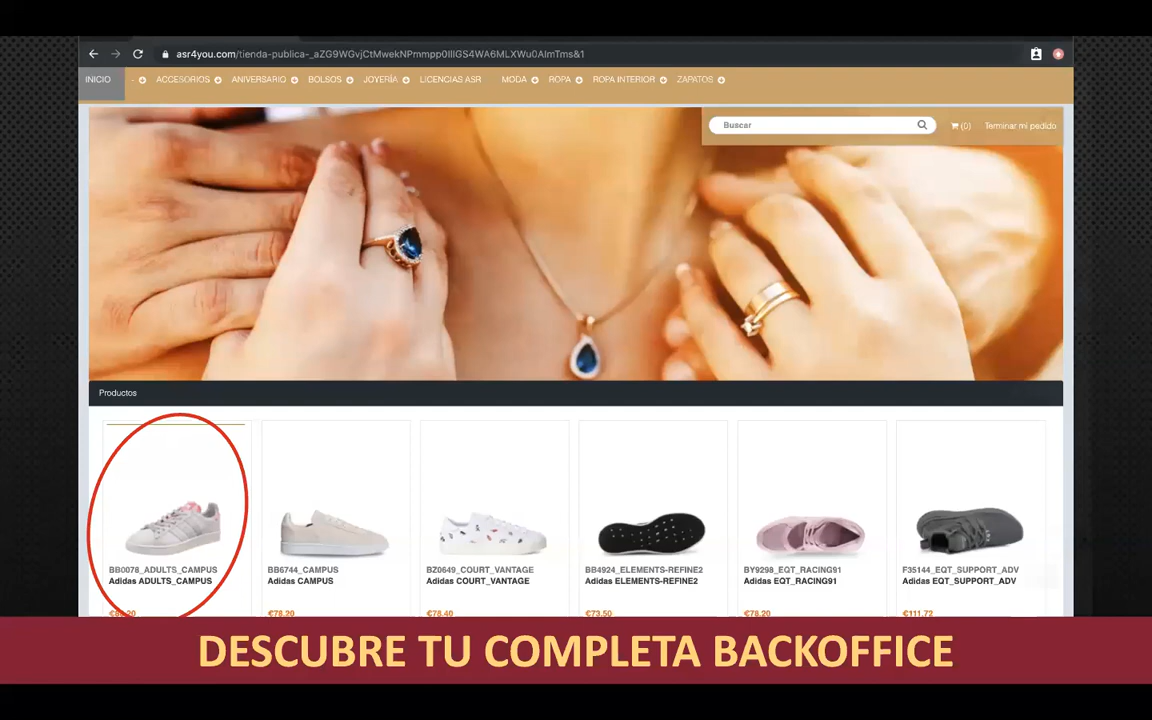 asr4you.com/tienda-publica-_aZG9WGvjCtMwekNPmmpp0IlIGS4WA6MLXWu0AImTms&1
INICIO - ACCESORIOS ANIVERSARIO BOLSOS JOYERÍA LICENCIAS ASR MODA ROPA ROPA INTERIOR ZAPATOS
Buscar (0) Terminar mi pedido
Productos
BB0078_ADULTS_CAMPUS BB6744_CAMPUS BZ0649_COURT_VANTAGE BB4924_ELEMENTS-REFINE2 BY9298_EQT_RACING91 F35144_EQT_SUPPORT_ADV
Adidas ADULTS_CAMPUS Adidas CAMPUS Adidas COURT_VANTAGE Adidas ELEMENTS-REFINE2 Adidas EQT_RACING91 Adidas EQT_SUPPORT_ADV
€78.20 €78.40 €73.50 €78.20 €111.72
DESCUBRE TU COMPLETA BACKOFFICE